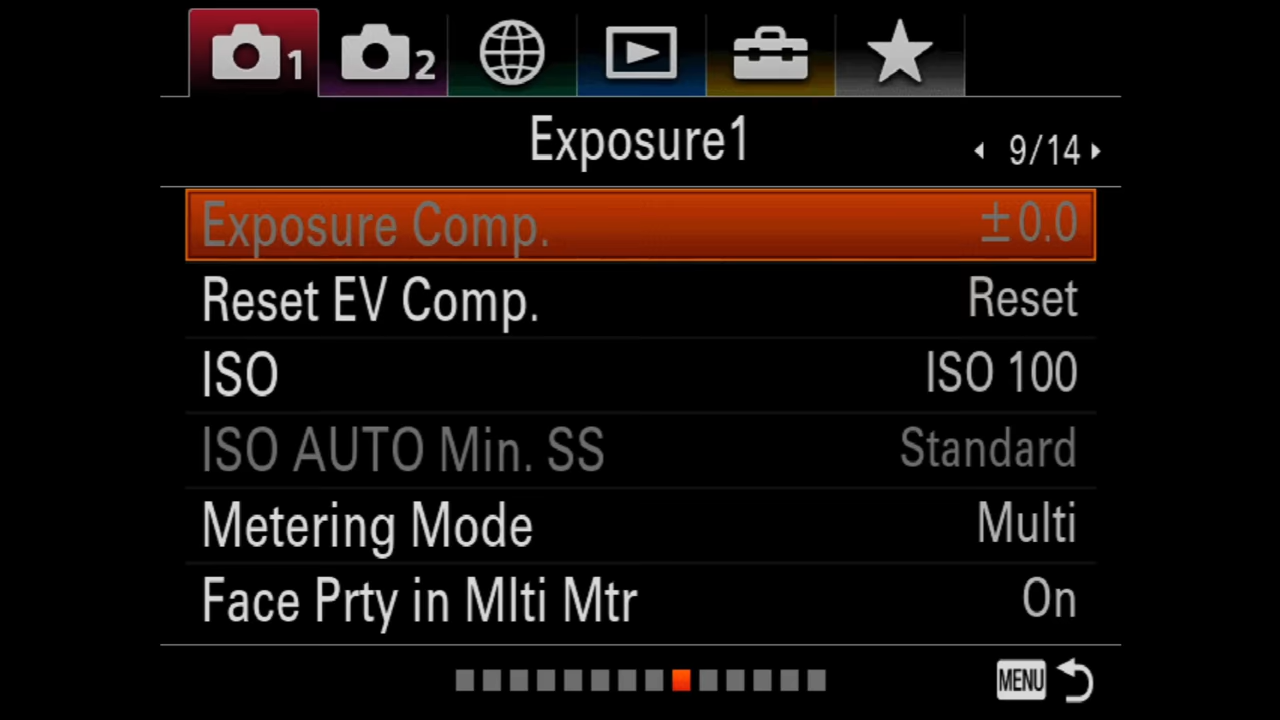 1 2
Exposure1
9/14
Exposure Comp. ±0.0
Reset EV Comp. Reset
ISO ISO 100
ISO AUTO Min. SS Standard
Metering Mode Multi
Face Prty in Mlti Mtr On
MENU